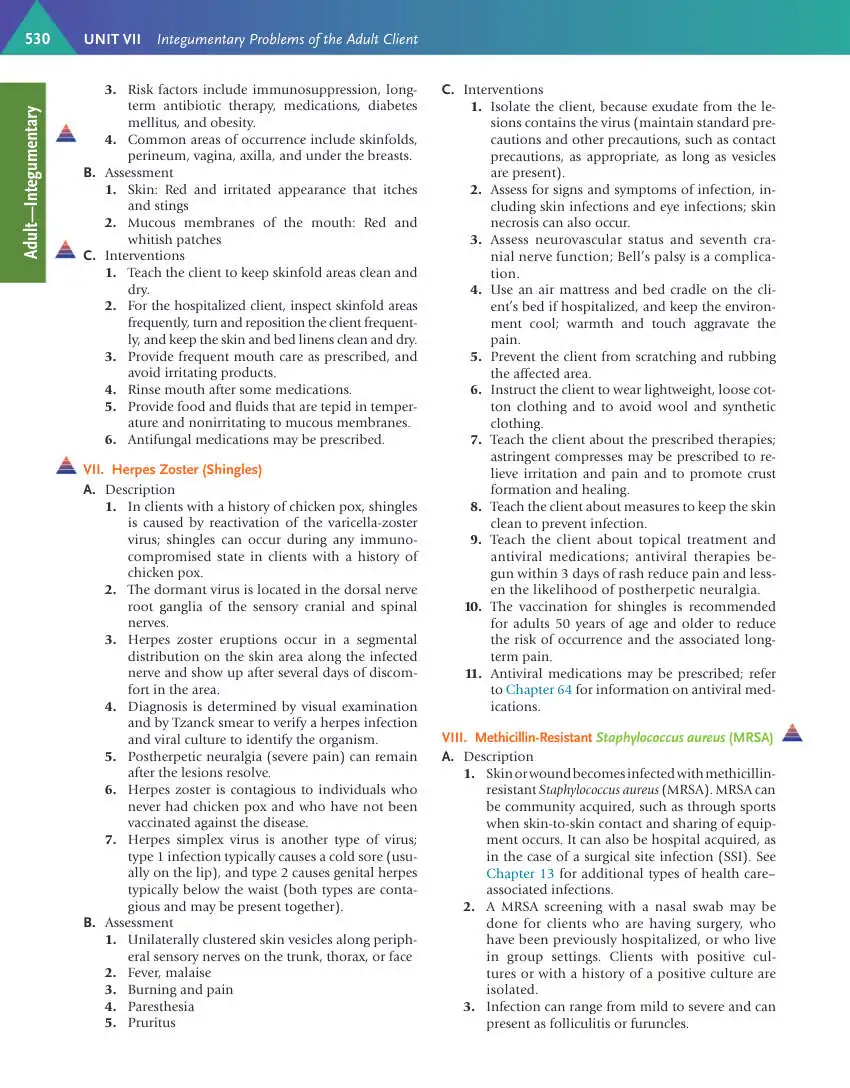 530 UNIT VII Integumentary Problems of the Adult Client
Adult—Integumentary
3. Risk factors include immunosuppression, long-
term antibiotic therapy, medications, diabetes
mellitus, and obesity.
4. Common areas of occurrence include skinfolds,
perineum, vagina, axilla, and under the breasts.
B. Assessment
1. Skin: Red and irritated appearance that itches
and stings
2. Mucous membranes of the mouth: Red and
whitish patches
C. Interventions
1. Teach the client to keep skinfold areas clean and
dry.
2. For the hospitalized client, inspect skinfold areas
frequently, turn and reposition the client frequent-
ly, and keep the skin and bed linens clean and dry.
3. Provide frequent mouth care as prescribed, and
avoid irritating products.
4. Rinse mouth after some medications.
5. Provide food and fluids that are tepid in temper-
ature and nonirritating to mucous membranes.
6. Antifungal medications may be prescribed.
VII. Herpes Zoster (Shingles)
A. Description
1. In clients with a history of chicken pox, shingles
is caused by reactivation of the varicella-zoster
virus; shingles can occur during any immuno-
compromised state in clients with a history of
chicken pox.
2. The dormant virus is located in the dorsal nerve
root ganglia of the sensory cranial and spinal
nerves.
3. Herpes zoster eruptions occur in a segmental
distribution on the skin area along the infected
nerve and show up after several days of discom-
fort in the area.
4. Diagnosis is determined by visual examination
and by Tzanck smear to verify a herpes infection
and viral culture to identify the organism.
5. Postherpetic neuralgia (severe pain) can remain
after the lesions resolve.
6. Herpes zoster is contagious to individuals who
never had chicken pox and who have not been
vaccinated against the disease.
7. Herpes simplex virus is another type of virus;
type 1 infection typically causes a cold sore (usu-
ally on the lip), and type 2 causes genital herpes
typically below the waist (both types are conta-
gious and may be present together).
B. Assessment
1. Unilaterally clustered skin vesicles along periph-
eral sensory nerves on the trunk, thorax, or face
2. Fever, malaise
3. Burning and pain
4. Paresthesia
5. Pruritus
C. Interventions
1. Isolate the client, because exudate from the le-
sions contains the virus (maintain standard pre-
cautions and other precautions, such as contact
precautions, as appropriate, as long as vesicles
are present).
2. Assess for signs and symptoms of infection, in-
cluding skin infections and eye infections; skin
necrosis can also occur.
3. Assess neurovascular status and seventh cra-
nial nerve function; Bell's palsy is a complica-
tion.
4. Use an air mattress and bed cradle on the cli-
ent's bed if hospitalized, and keep the environ-
ment cool; warmth and touch aggravate the
pain.
5. Prevent the client from scratching and rubbing
the affected area.
6. Instruct the client to wear lightweight, loose cot-
ton clothing and to avoid wool and synthetic
clothing.
7. Teach the client about the prescribed therapies;
astringent compresses may be prescribed to re-
lieve irritation and pain and to promote crust
formation and healing.
8. Teach the client about measures to keep the skin
clean to prevent infection.
9. Teach the client about topical treatment and
antiviral medications; antiviral therapies be-
gun within 3 days of rash reduce pain and less-
en the likelihood of postherpetic neuralgia.
10. The vaccination for shingles is recommended
for adults 50 years of age and older to reduce
the risk of occurrence and the associated long-
term pain.
11. Antiviral medications may be prescribed; refer
to Chapter 64 for information on antiviral med-
ications.
VIII. Methicillin-Resistant Staphylococcus aureus (MRSA)
A. Description
1. Skin or wound becomes infected with methicillin-
resistant Staphylococcus aureus (MRSA). MRSA can
be community acquired, such as through sports
when skin-to-skin contact and sharing of equip-
ment occurs. It can also be hospital acquired, as
in the case of a surgical site infection (SSI). See
Chapter 13 for additional types of health care–
associated infections.
2. A MRSA screening with a nasal swab may be
done for clients who are having surgery, who
have been previously hospitalized, or who live
in group settings. Clients with positive cul-
tures or with a history of a positive culture are
isolated.
3. Infection can range from mild to severe and can
present as folliculitis or furuncles.